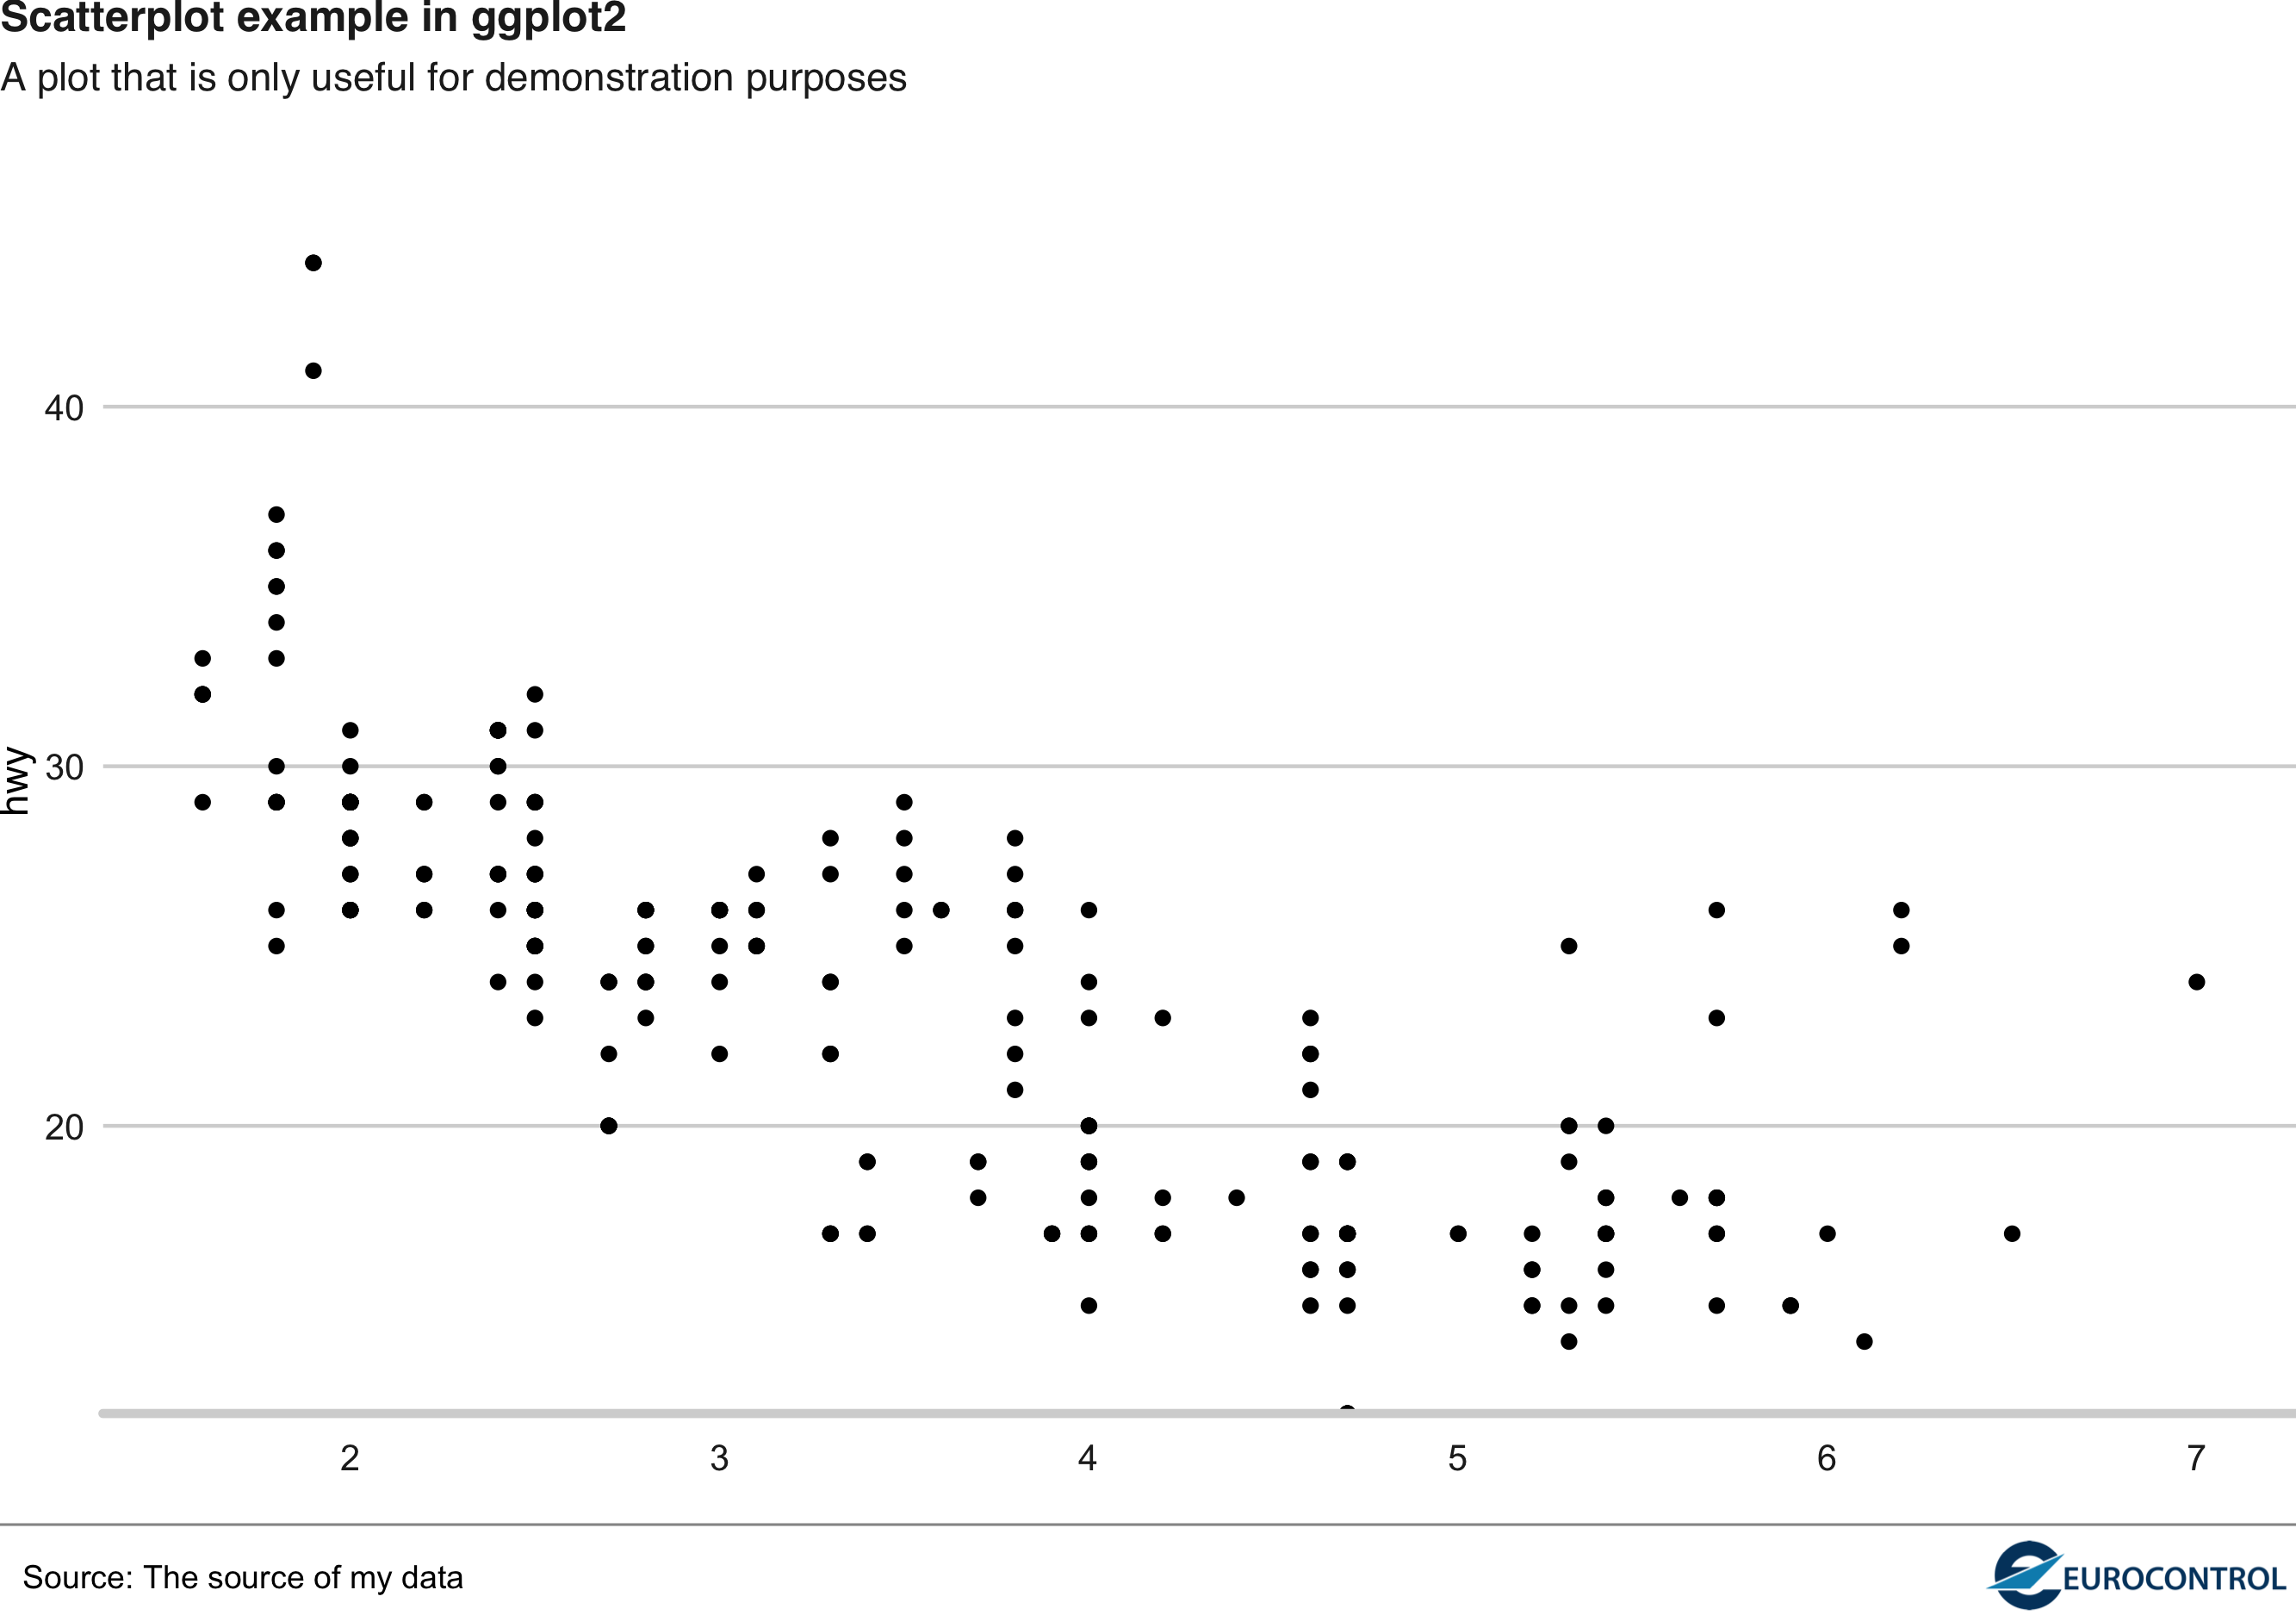 Scatterplot example in ggplot2
A plot that is only useful for demonstration purposes
40
30
hwy
20
2 3 4 5 6 7
Source: The source of my data
EUROCONTROL